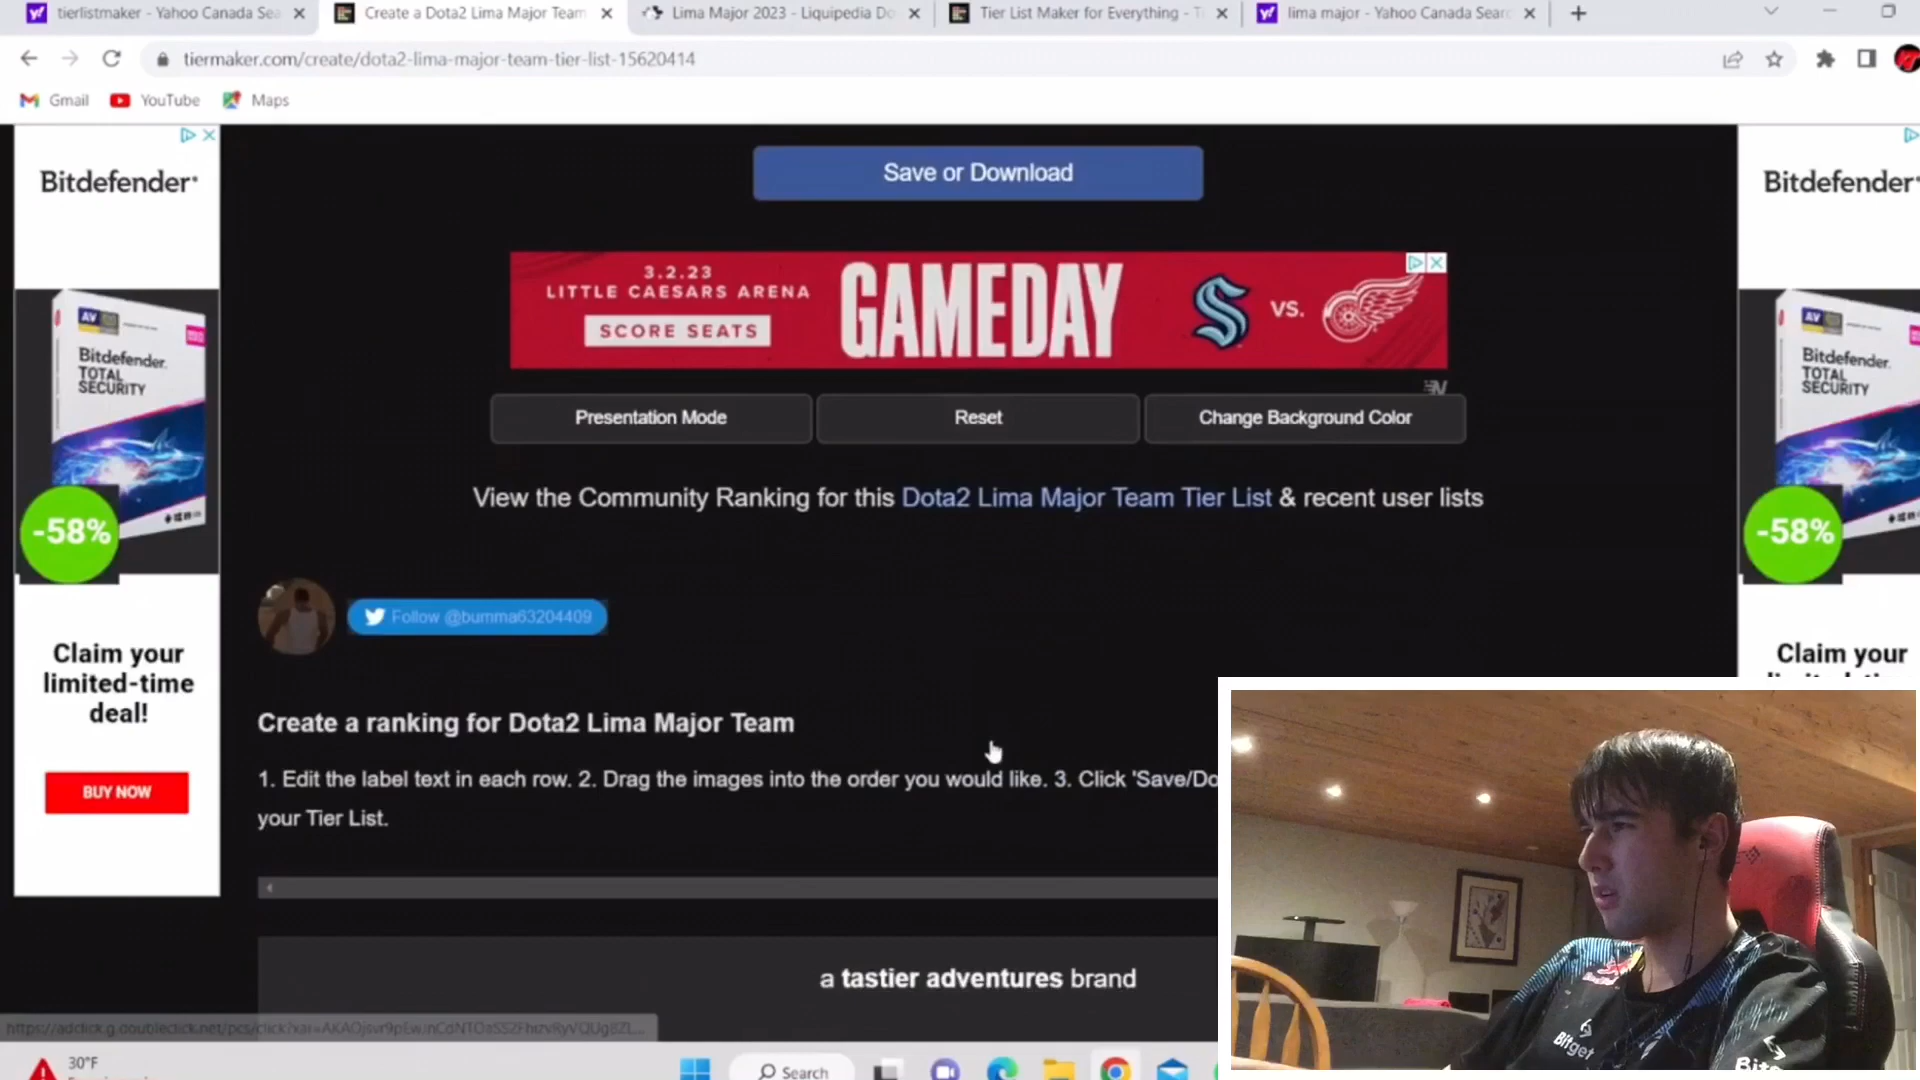 tierlistmaker - Yahoo Canada Sea
Create a Dota2 Lima Major Team
Lima Major 2023 - Liquipedia Do
Tier List Maker for Everything - T
lima major - Yahoo Canada Searc
tiermaker.com/create/dota2-lima-major-team-tier-list-15620414
Gmail
YouTube
Maps
Bitdefender
Bitdefender
TOTAL
SECURITY
-58%
Claim your
limited-time
deal!
BUY NOW
Save or Download
3.2.23
LITTLE CAESARS ARENA
SCORE SEATS
GAMEDAY
VS.
Presentation Mode
Reset
Change Background Color
View the Community Ranking for this Dota2 Lima Major Team Tier List & recent user lists
Follow @bumma63204409
Create a ranking for Dota2 Lima Major Team
1. Edit the label text in each row. 2. Drag the images into the order you would like. 3. Click 'Save/Do
your Tier List.
a tastier adventures brand
Bitdefender
Bitdefender
TOTAL
SECURITY
-58%
Claim your
Bitget
30°F
Search